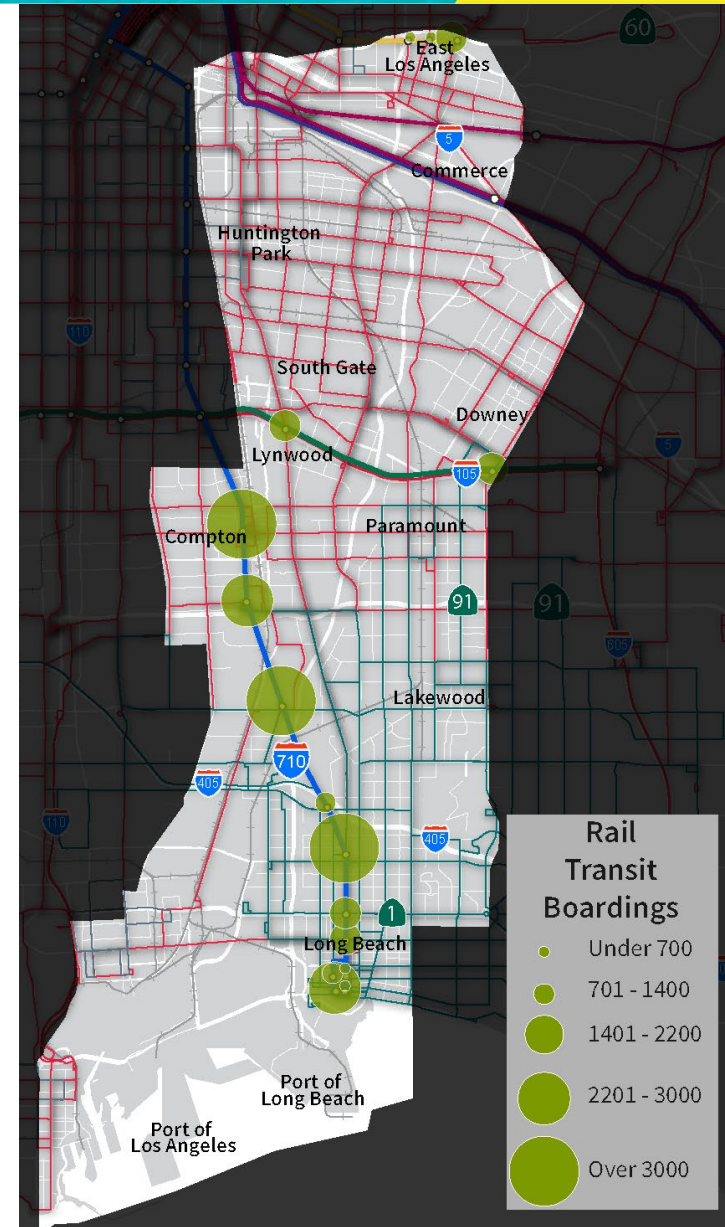 60
East
Los Angeles
5
Commerce
Huntington
Park
110
South Gate
Downey
Lynwood
105
5
Compton
Paramount
91
91
605
Lakewood
710
405
110
405
1
Long Beach
Port of
Long Beach
Port of
Los Angeles
Rail
Transit
Boardings
Under 700
701 - 1400
1401 - 2200
2201 - 3000
Over 3000